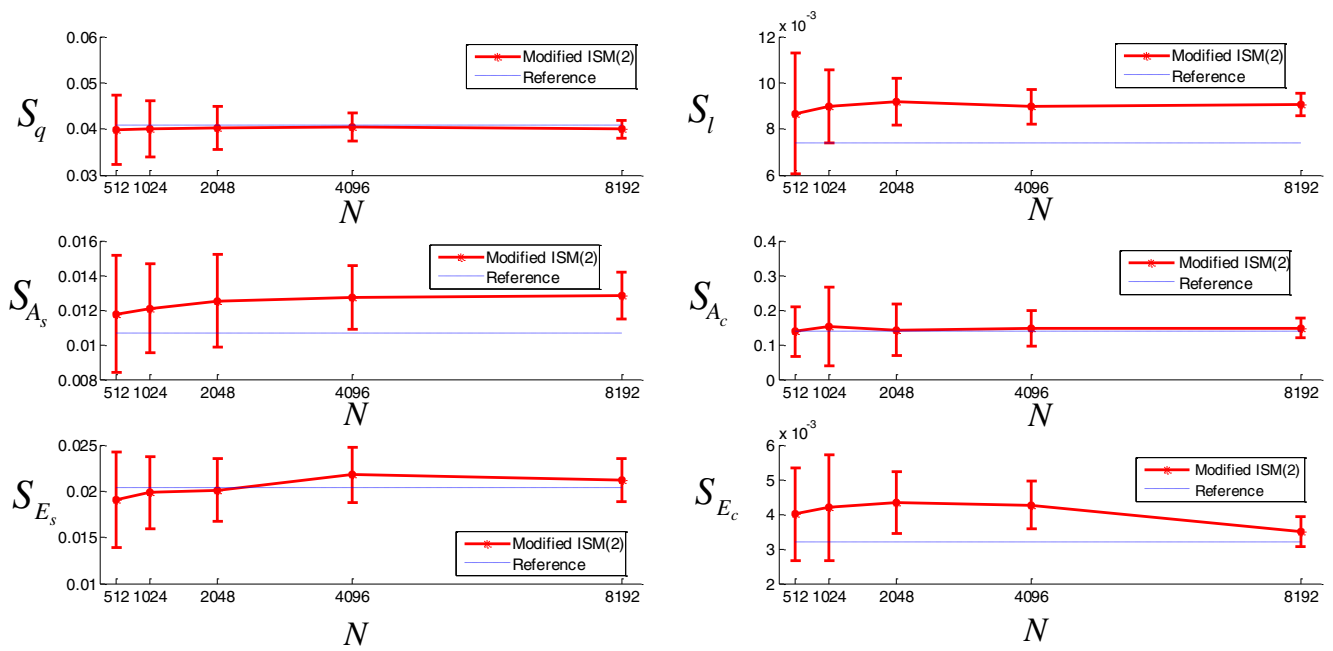 0.06
0.05
0.04
0.03
S_q
Modified ISM(2)
Reference
512 1024 2048 4096 8192
N
x 10^-3
12
10
8
6
S_l
Modified ISM(2)
Reference
512 1024 2048 4096 8192
N
0.016
0.014
0.012
0.01
0.008
S_{A_s}
Modified ISM(2)
Reference
512 1024 2048 4096 8192
N
0.4
0.3
0.2
0.1
0
S_{A_c}
Modified ISM(2)
Reference
512 1024 2048 4096 8192
N
0.025
0.02
0.015
0.01
S_{E_s}
Modified ISM(2)
Reference
512 1024 2048 4096 8192
N
x 10^-3
6
5
4
3
2
S_{E_c}
Modified ISM(2)
Reference
512 1024 2048 4096 8192
N